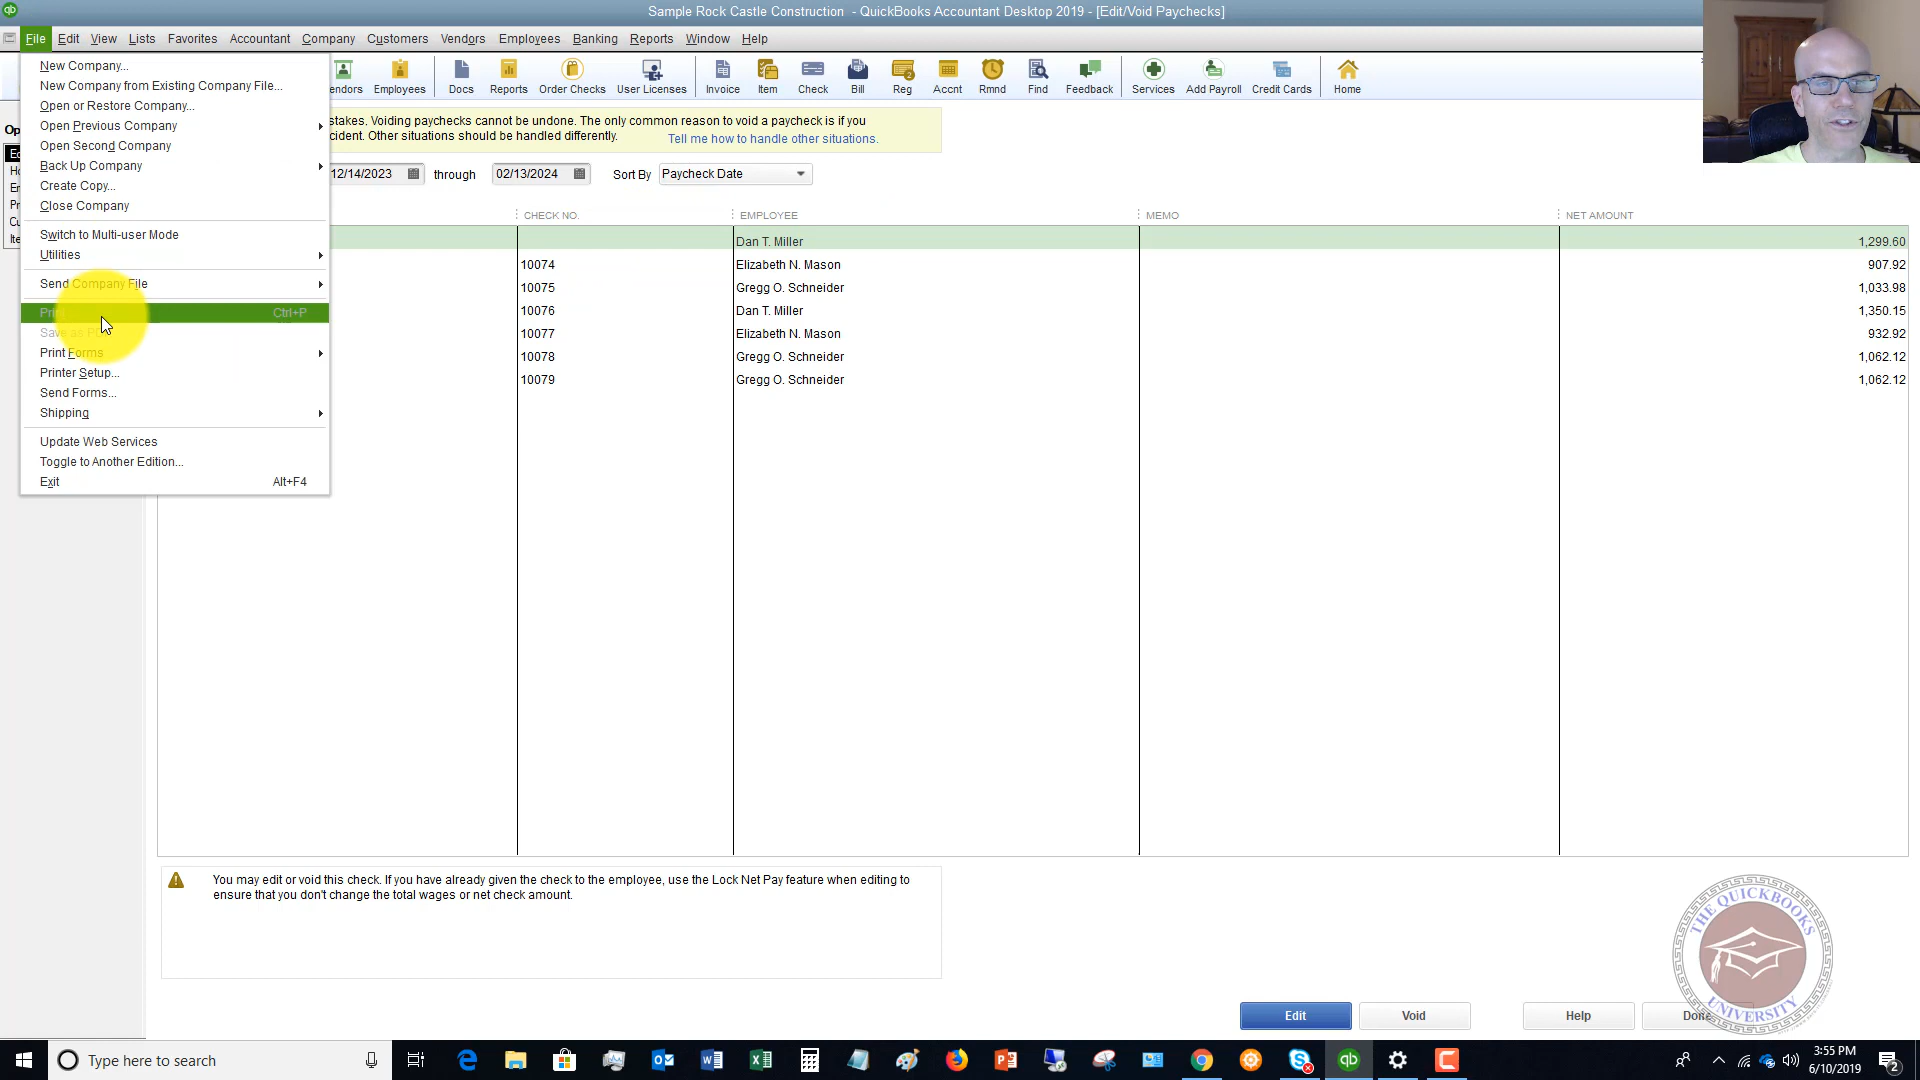 Sample Rock Castle Construction - QuickBooks Accountant Desktop 2019 - [Edit/Void Paychecks]
File Edit View Lists Favorites Accountant Company Customers Vendors Employees Banking Reports Window Help
New Company...
New Company from Existing Company File...
Open or Restore Company...
Open Previous Company
Open Second Company
Back Up Company
Create Copy...
Close Company
Switch to Multi-user Mode
Utilities
Send Company File
Ctrl+P
Save as
Print Forms
Printer Setup...
Send Forms...
Shipping
Update Web Services
Toggle to Another Edition...
Exit Alt+F4
Employees Docs Reports Order Checks User Licenses Invoice Item Check Bill Reg Accnt Rmnd Find Feedback Services Add Payroll Credit Cards Home
stakes. Voiding paychecks cannot be undone. The only common reason to void a paycheck is if you
cident. Other situations should be handled differently. Tell me how to handle other situations.
12/14/2023 through 02/13/2024 Sort By Paycheck Date
CHECK NO. EMPLOYEE MEMO NET AMOUNT
Dan T. Miller 1,299.60
10074 Elizabeth N. Mason 907.92
10075 Gregg O. Schneider 1,033.98
10076 Dan T. Miller 1,350.15
10077 Elizabeth N. Mason 932.92
10078 Gregg O. Schneider 1,062.12
10079 Gregg O. Schneider 1,062.12
You may edit or void this check. If you have already given the check to the employee, use the Lock Net Pay feature when editing to
ensure that you don't change the total wages or net check amount.
Edit Void Help Done
THE QUICKBOOKS
UNIVERSITY
Type here to search
3:55 PM
6/10/2019
2